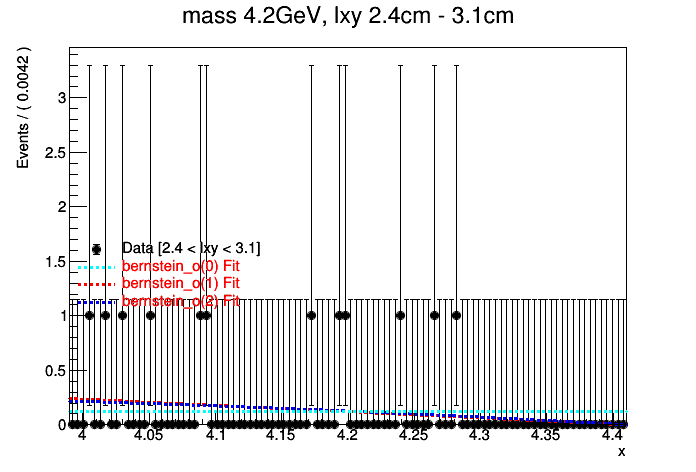 mass 4.2GeV, lxy 2.4cm - 3.1cm
Events / ( 0.0042 )
3
2.5
2
1.5
1
0.5
0
Data [2.4 < lxy < 3.1]
bernstein_o(0) Fit
bernstein_o(1) Fit
bernstein_o(2) Fit
4 4.05 4.1 4.15 4.2 4.25 4.3 4.35 4.4
x